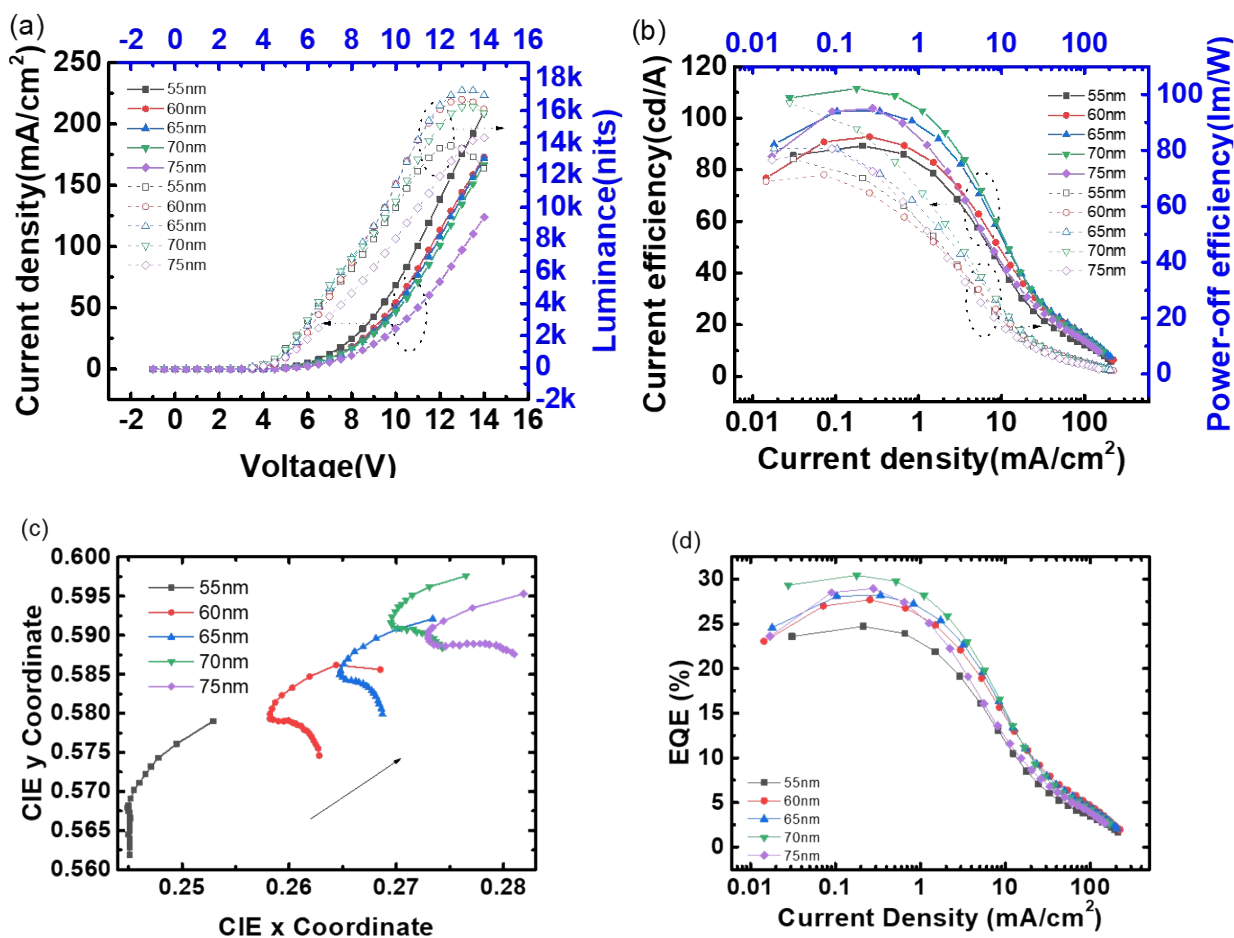 (a)
-2 0 2 4 6 8 10 12 14 16
250
200
150
100
50
0
Current density(mA/cm²)
55nm
60nm
65nm
70nm
75nm
55nm
60nm
65nm
70nm
75nm
18k
16k
14k
12k
10k
8k
6k
4k
2k
0
-2k
Luminance(nits)
-2 0 2 4 6 8 10 12 14 16
Voltage(V)
(b)
0.01 0.1 1 10 100
120
100
80
60
40
20
0
Current efficiency(cd/A)
55nm
60nm
65nm
70nm
75nm
55nm
60nm
65nm
70nm
75nm
100
80
60
40
20
0
Power-off efficiency(lm/W)
0.01 0.1 1 10 100
Current density(mA/cm²)
(c)
0.600
0.595
0.590
0.585
0.580
0.575
0.570
0.565
0.560
CIE y Coordinate
55nm
60nm
65nm
70nm
75nm
0.25 0.26 0.27 0.28
CIE x Coordinate
(d)
30
25
20
15
10
5
0
EQE (%)
55nm
60nm
65nm
70nm
75nm
0.01 0.1 1 10 100
Current Density (mA/cm²)